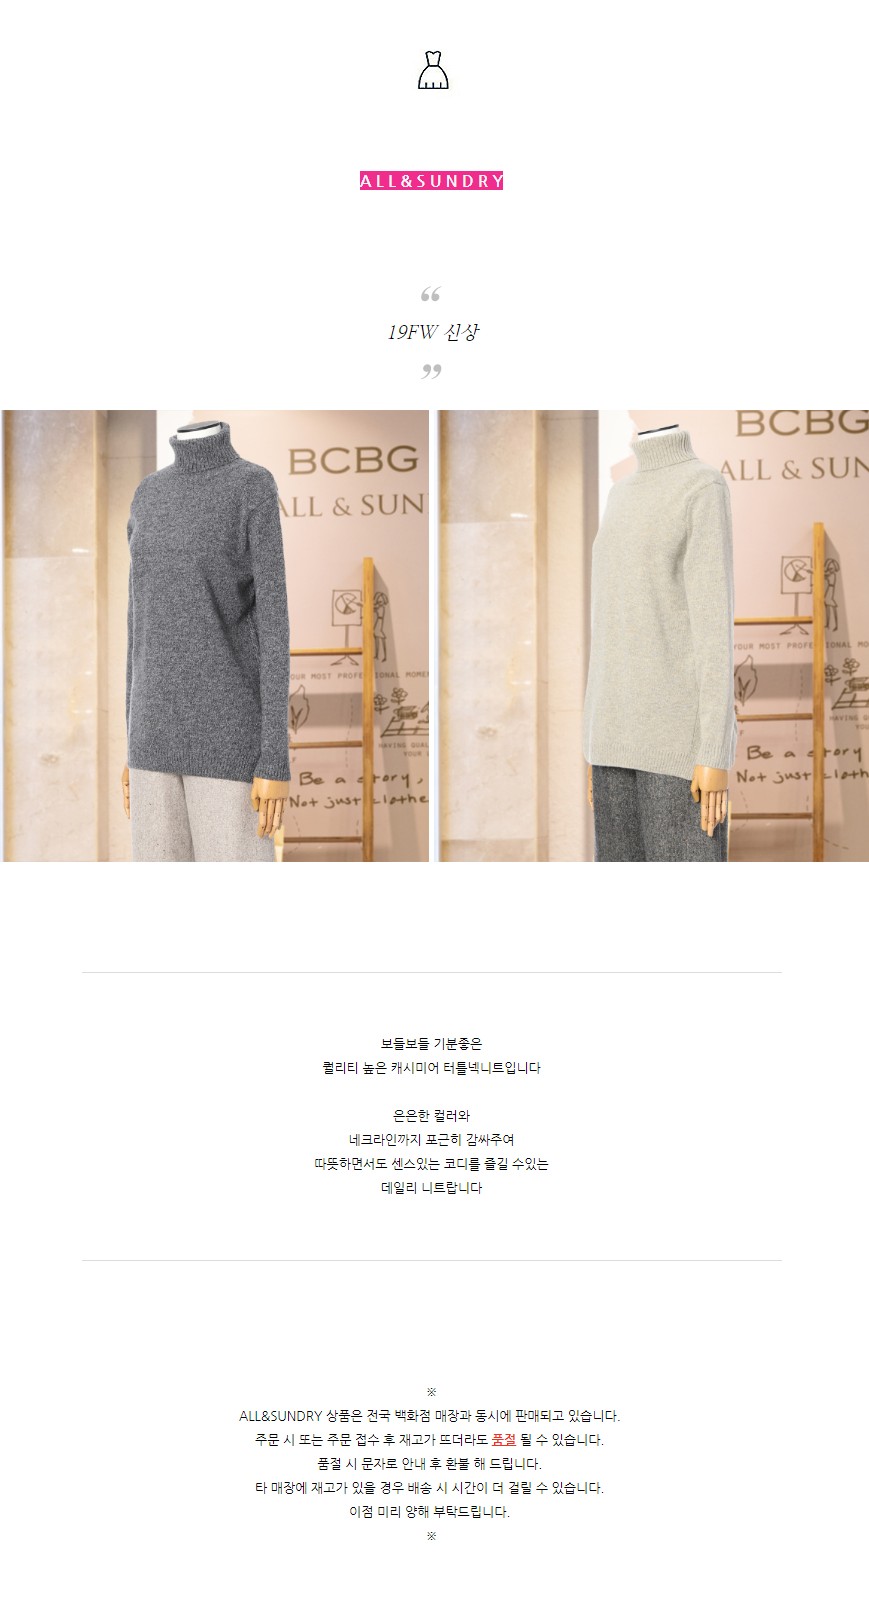 ALL&SUNDRY
“
19FW 신상
”
BCBG
ALL & SUN
YOUR MOST PROFESSIONAL MOME
HAVING QUAL
YOUR L
Be a story,
Not just clothe
BCBG
ALL & SUN
YOUR MOST PROFESSIONAL MOM
HAVING
YOU
Be a story
Not just clothe
보들보들 기분좋은
퀄리티 높은 캐시미어 터틀넥니트입니다
은은한 컬러와
네크라인까지 포근히 감싸주여
따뜻하면서도 센스있는 코디를 즐길 수있는
데일리 니트랍니다
※
ALL&SUNDRY 상품은 전국 백화점 매장과 동시에 판매되고 있습니다.
주문 시 또는 주문 접수 후 재고가 뜨더라도 품절 될 수 있습니다.
품절 시 문자로 안내 후 환불 해 드립니다.
타 매장에 재고가 있을 경우 배송 시 시간이 더 걸릴 수 있습니다.
이점 미리 양해 부탁드립니다.
※